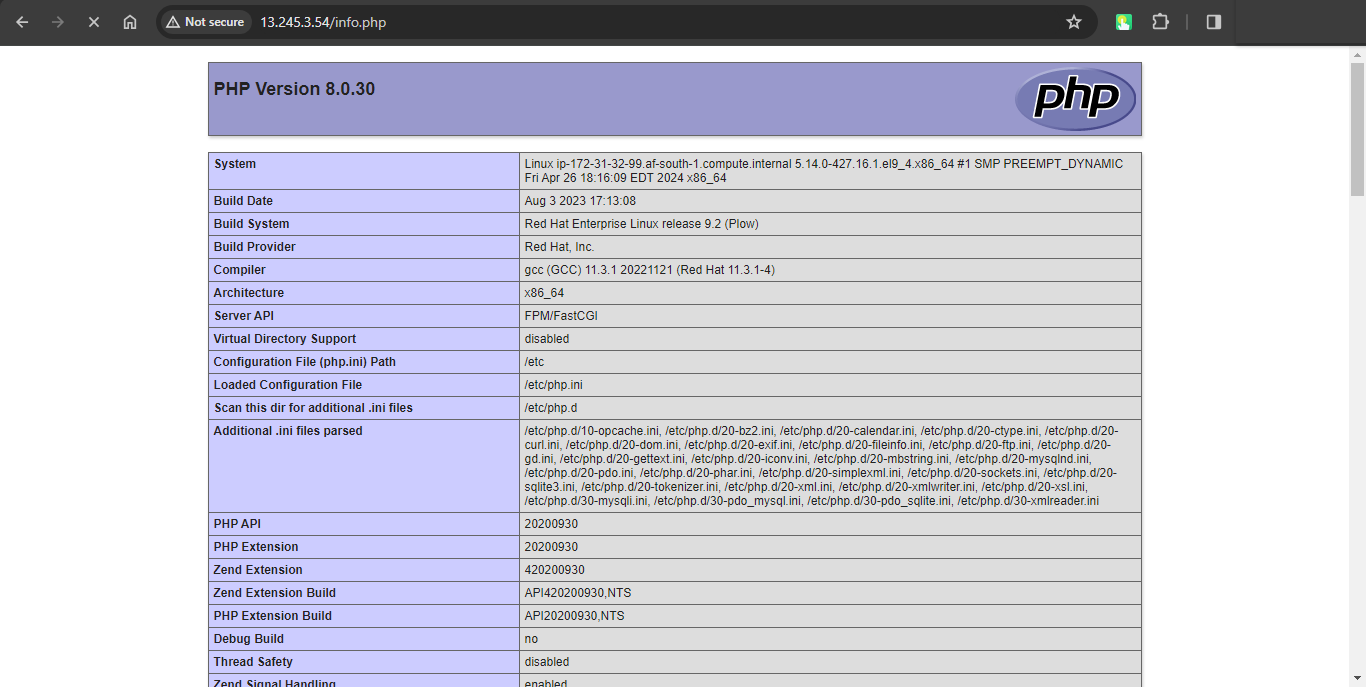 Not secure 13.245.3.54/info.php
PHP Version 8.0.30
php
System Linux ip-172-31-32-99.af-south-1.compute.internal 5.14.0-427.16.1.el9_4.x86_64 #1 SMP PREEMPT_DYNAMIC
Fri Apr 26 18:16:09 EDT 2024 x86_64
Build Date Aug 3 2023 17:13:08
Build System Red Hat Enterprise Linux release 9.2 (Plow)
Build Provider Red Hat, Inc.
Compiler gcc (GCC) 11.3.1 20221121 (Red Hat 11.3.1-4)
Architecture x86_64
Server API FPM/FastCGI
Virtual Directory Support disabled
Configuration File (php.ini) Path /etc
Loaded Configuration File /etc/php.ini
Scan this dir for additional .ini files /etc/php.d
Additional .ini files parsed /etc/php.d/10-opcache.ini, /etc/php.d/20-bz2.ini, /etc/php.d/20-calendar.ini, /etc/php.d/20-ctype.ini, /etc/php.d/20-
curl.ini, /etc/php.d/20-dom.ini, /etc/php.d/20-exif.ini, /etc/php.d/20-fileinfo.ini, /etc/php.d/20-ftp.ini, /etc/php.d/20-
gd.ini, /etc/php.d/20-gettext.ini, /etc/php.d/20-iconv.ini, /etc/php.d/20-mbstring.ini, /etc/php.d/20-mysqlnd.ini,
/etc/php.d/20-pdo.ini, /etc/php.d/20-phar.ini, /etc/php.d/20-simplexml.ini, /etc/php.d/20-sockets.ini, /etc/php.d/20-
sqlite3.ini, /etc/php.d/20-tokenizer.ini, /etc/php.d/20-xml.ini, /etc/php.d/20-xmlwriter.ini, /etc/php.d/20-xsl.ini,
/etc/php.d/30-mysqli.ini, /etc/php.d/30-pdo_mysql.ini, /etc/php.d/30-pdo_sqlite.ini, /etc/php.d/30-xmlreader.ini
PHP API 20200930
PHP Extension 20200930
Zend Extension 420200930
Zend Extension Build API420200930,NTS
PHP Extension Build API20200930,NTS
Debug Build no
Thread Safety disabled
Zend Signal Handling enabled